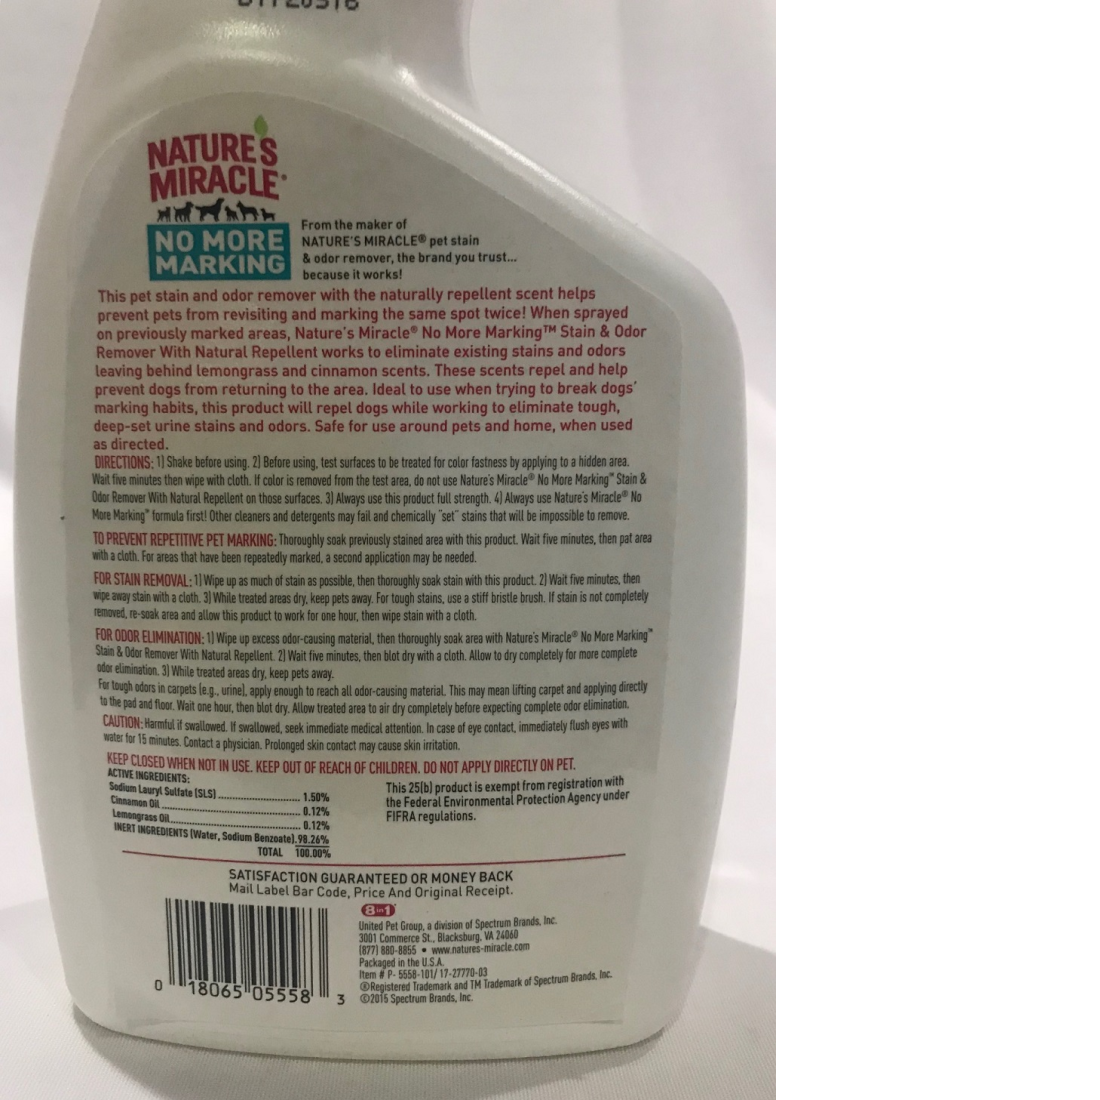 NATURE'S
MIRACLE®
NO MORE
MARKING
From the maker of
NATURE'S MIRACLE® pet stain
& odor remover, the brand you trust...
because it works!
This pet stain and odor remover with the naturally repellent scent helps
prevent pets from revisiting and marking the same spot twice! When sprayed
on previously marked areas, Nature's Miracle® No More Marking™ Stain & Odor
Remover With Natural Repellent works to eliminate existing stains and odors
leaving behind lemongrass and cinnamon scents. These scents repel and help
prevent dogs from returning to the area. Ideal to use when trying to break dogs'
marking habits, this product will repel dogs while working to eliminate tough,
deep-set urine stains and odors. Safe for use around pets and home, when used
as directed.
DIRECTIONS: 1) Shake before using. 2) Before using, test surfaces to be treated for color fastness by applying to a hidden area.
Wait five minutes then wipe with cloth. If color is removed from the test area, do not use Nature's Miracle® No More Marking™ Stain &
Odor Remover With Natural Repellent on those surfaces. 3) Always use this product full strength. 4) Always use Nature's Miracle® No
More Marking™ formula first! Other cleaners and detergents may fail and chemically "set" stains that will be impossible to remove.
TO PREVENT REPETITIVE PET MARKING: Thoroughly soak previously stained area with this product. Wait five minutes, then pat area
with a cloth. For areas that have been repeatedly marked, a second application may be needed.
FOR STAIN REMOVAL: 1) Wipe up as much of stain as possible, then thoroughly soak stain with this product. 2) Wait five minutes, then
wipe away stain with a cloth. 3) While treated areas dry, keep pets away. For tough stains, use a stiff bristle brush. If stain is not completely
removed, re-soak area and allow this product to work for one hour, then wipe stain with a cloth.
FOR ODOR ELIMINATION: 1) Wipe up excess odor-causing material, then thoroughly soak area with Nature's Miracle® No More Marking™
Stain & Odor Remover With Natural Repellent. 2) Wait five minutes, then blot dry with a cloth. Allow to dry completely for more complete
odor elimination. 3) While treated areas dry, keep pets away.
For tough odors in carpets (e.g., urine), apply enough to reach all odor-causing material. This may mean lifting carpet and applying directly
to the pad and floor. Wait one hour, then blot dry. Allow treated area to air dry completely before expecting complete odor elimination.
CAUTION: Harmful if swallowed. If swallowed, seek immediate medical attention. In case of eye contact, immediately flush eyes with
water for 15 minutes. Contact a physician. Prolonged skin contact may cause skin irritation.
KEEP CLOSED WHEN NOT IN USE. KEEP OUT OF REACH OF CHILDREN. DO NOT APPLY DIRECTLY ON PET.
ACTIVE INGREDIENTS:
Sodium Lauryl Sulfate (SLS) ........................ 1.50%
Cinnamon Oil ........................ 0.12%
Lemongrass Oil ........................ 0.12%
INERT INGREDIENTS (Water, Sodium Benzoate). 98.26%
TOTAL 100.00%
This 25(b) product is exempt from registration with
the Federal Environmental Protection Agency under
FIFRA regulations.
SATISFACTION GUARANTEED OR MONEY BACK
Mail Label Bar Code, Price And Original Receipt.
8in1®
United Pet Group, a division of Spectrum Brands, Inc.
3001 Commerce St., Blacksburg, VA 24060
(877) 880-8855 • www.natures-miracle.com
Packaged in the U.S.A.
Item # P- 5558-101/ 17-27770-03
®Registered Trademark and TM Trademark of Spectrum Brands, Inc.
©2015 Spectrum Brands, Inc.
0 18065 05558 3